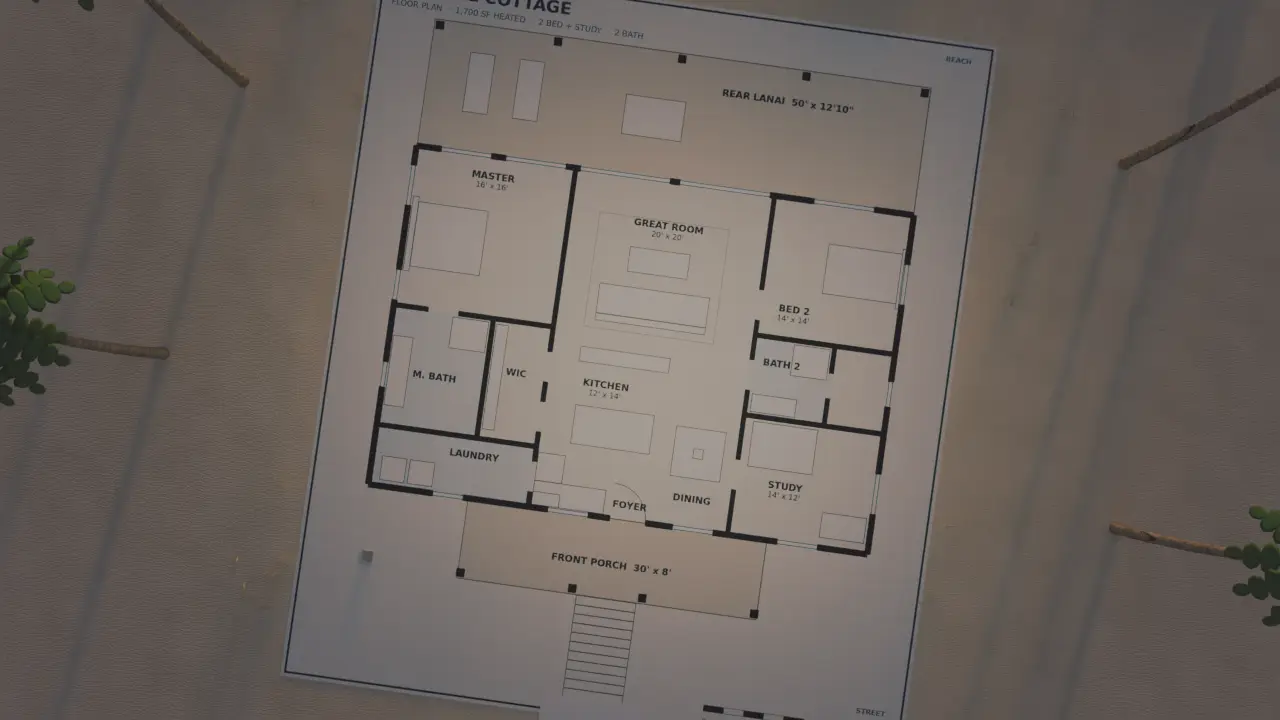 COTTAGE
FLOOR PLAN 1,700 SF HEATED 2 BED + STUDY 2 BATH
BEACH
REAR LANAI 50' x 12'10"
MASTER
16' x 16'
GREAT ROOM
20' x 20'
BED 2
14' x 14'
BATH 2
M. BATH
WIC
KITCHEN
12' x 14'
LAUNDRY
STUDY
14' x 12'
DINING
FOYER
FRONT PORCH 30' x 8'
STREET